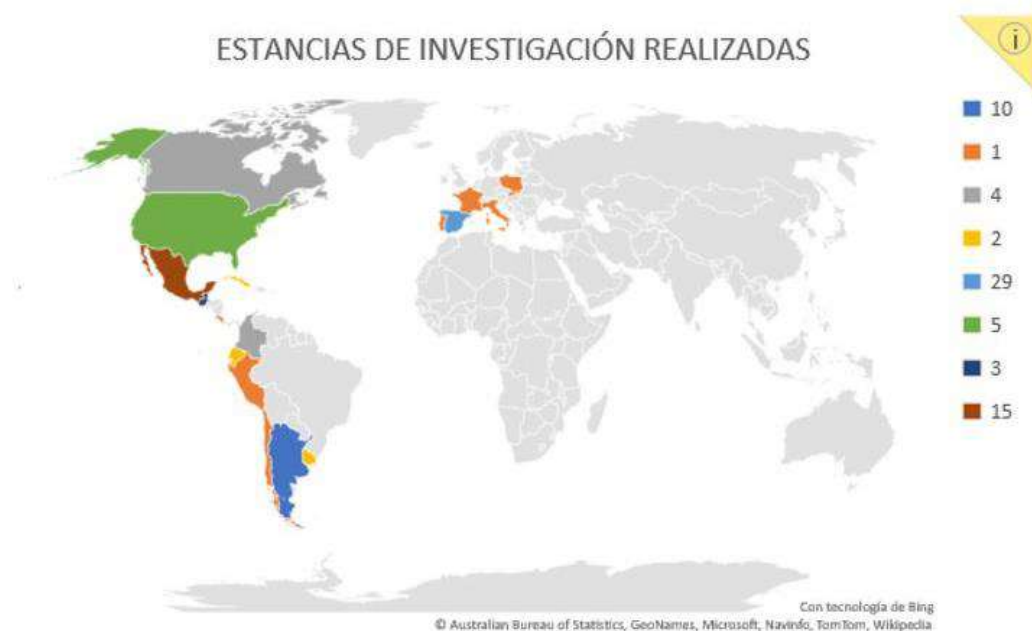 ESTANCIAS DE INVESTIGACIÓN REALIZADAS
i
10
1
4
2
29
5
3
15
Con tecnología de Bing
© Australian Bureau of Statistics, GeoNames, Microsoft, Navinfo, TomTom, Wikipedia